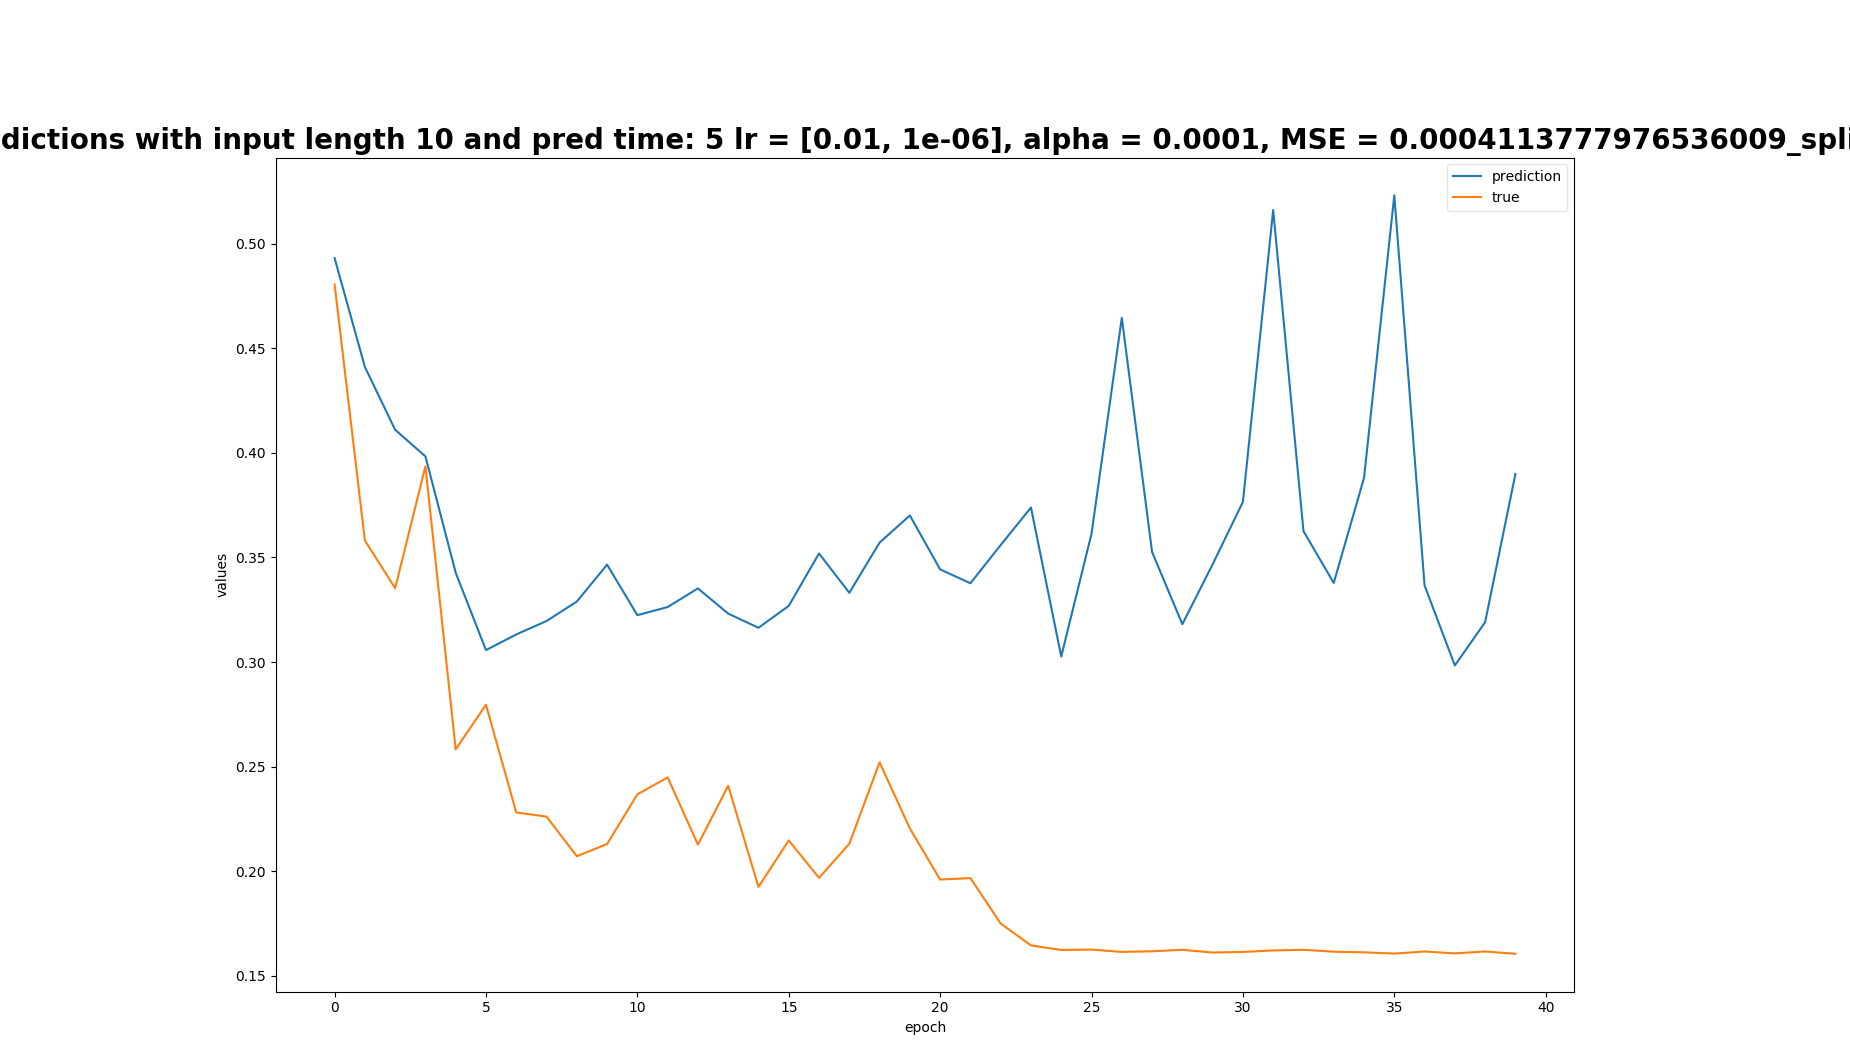 dictions with input length 10 and pred time: 5 lr = [0.01, 1e-06], alpha = 0.0001, MSE = 0.0004113777976536009_spli
prediction
true
0.50
0.45
0.40
0.35
0.30
0.25
0.20
0.15
values
0 5 10 15 20 25 30 35 40
epoch